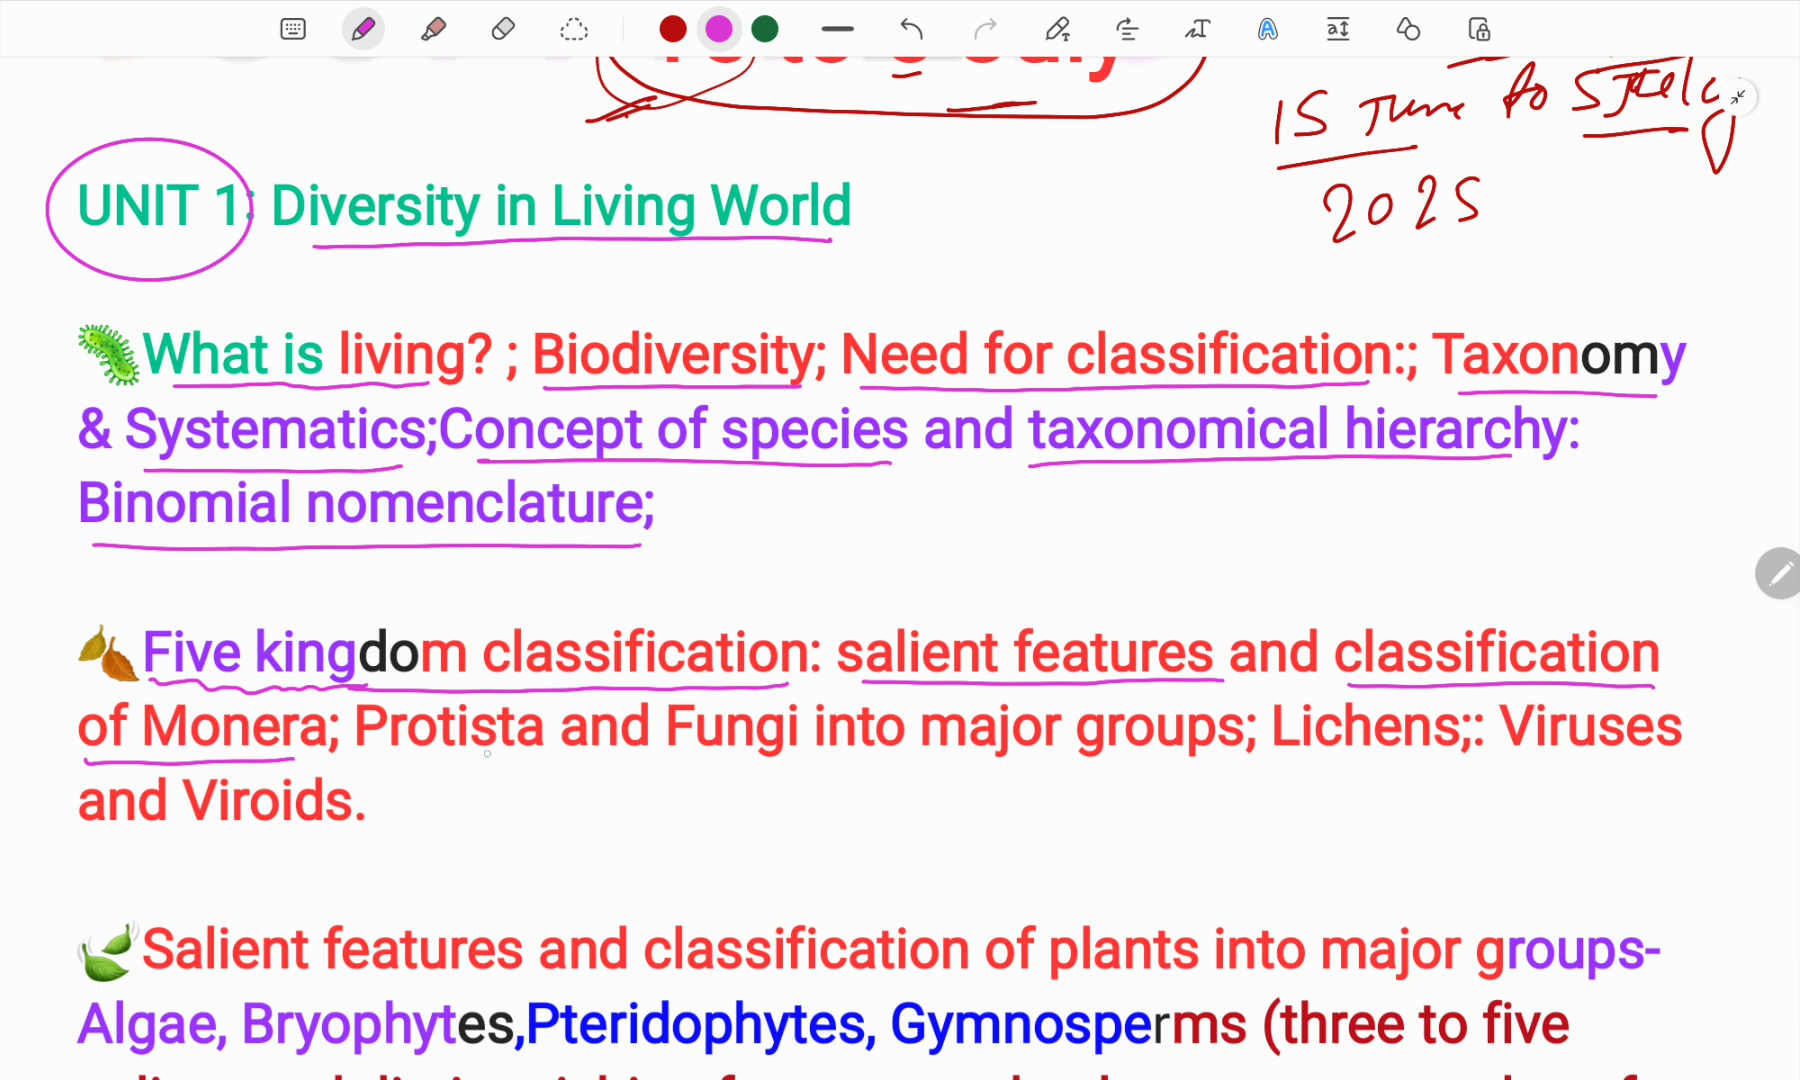 15 June to
2025
UNIT 1: Diversity in Living World
What is living? ; Biodiversity; Need for classification:; Taxonomy
& Systematics;Concept of species and taxonomical hierarchy:
Binomial nomenclature;
Five kingdom classification: salient features and classification
of Monera; Protista and Fungi into major groups; Lichens;: Viruses
and Viroids.
Salient features and classification of plants into major groups-
Algae, Bryophytes,Pteridophytes, Gymnosperms (three to five